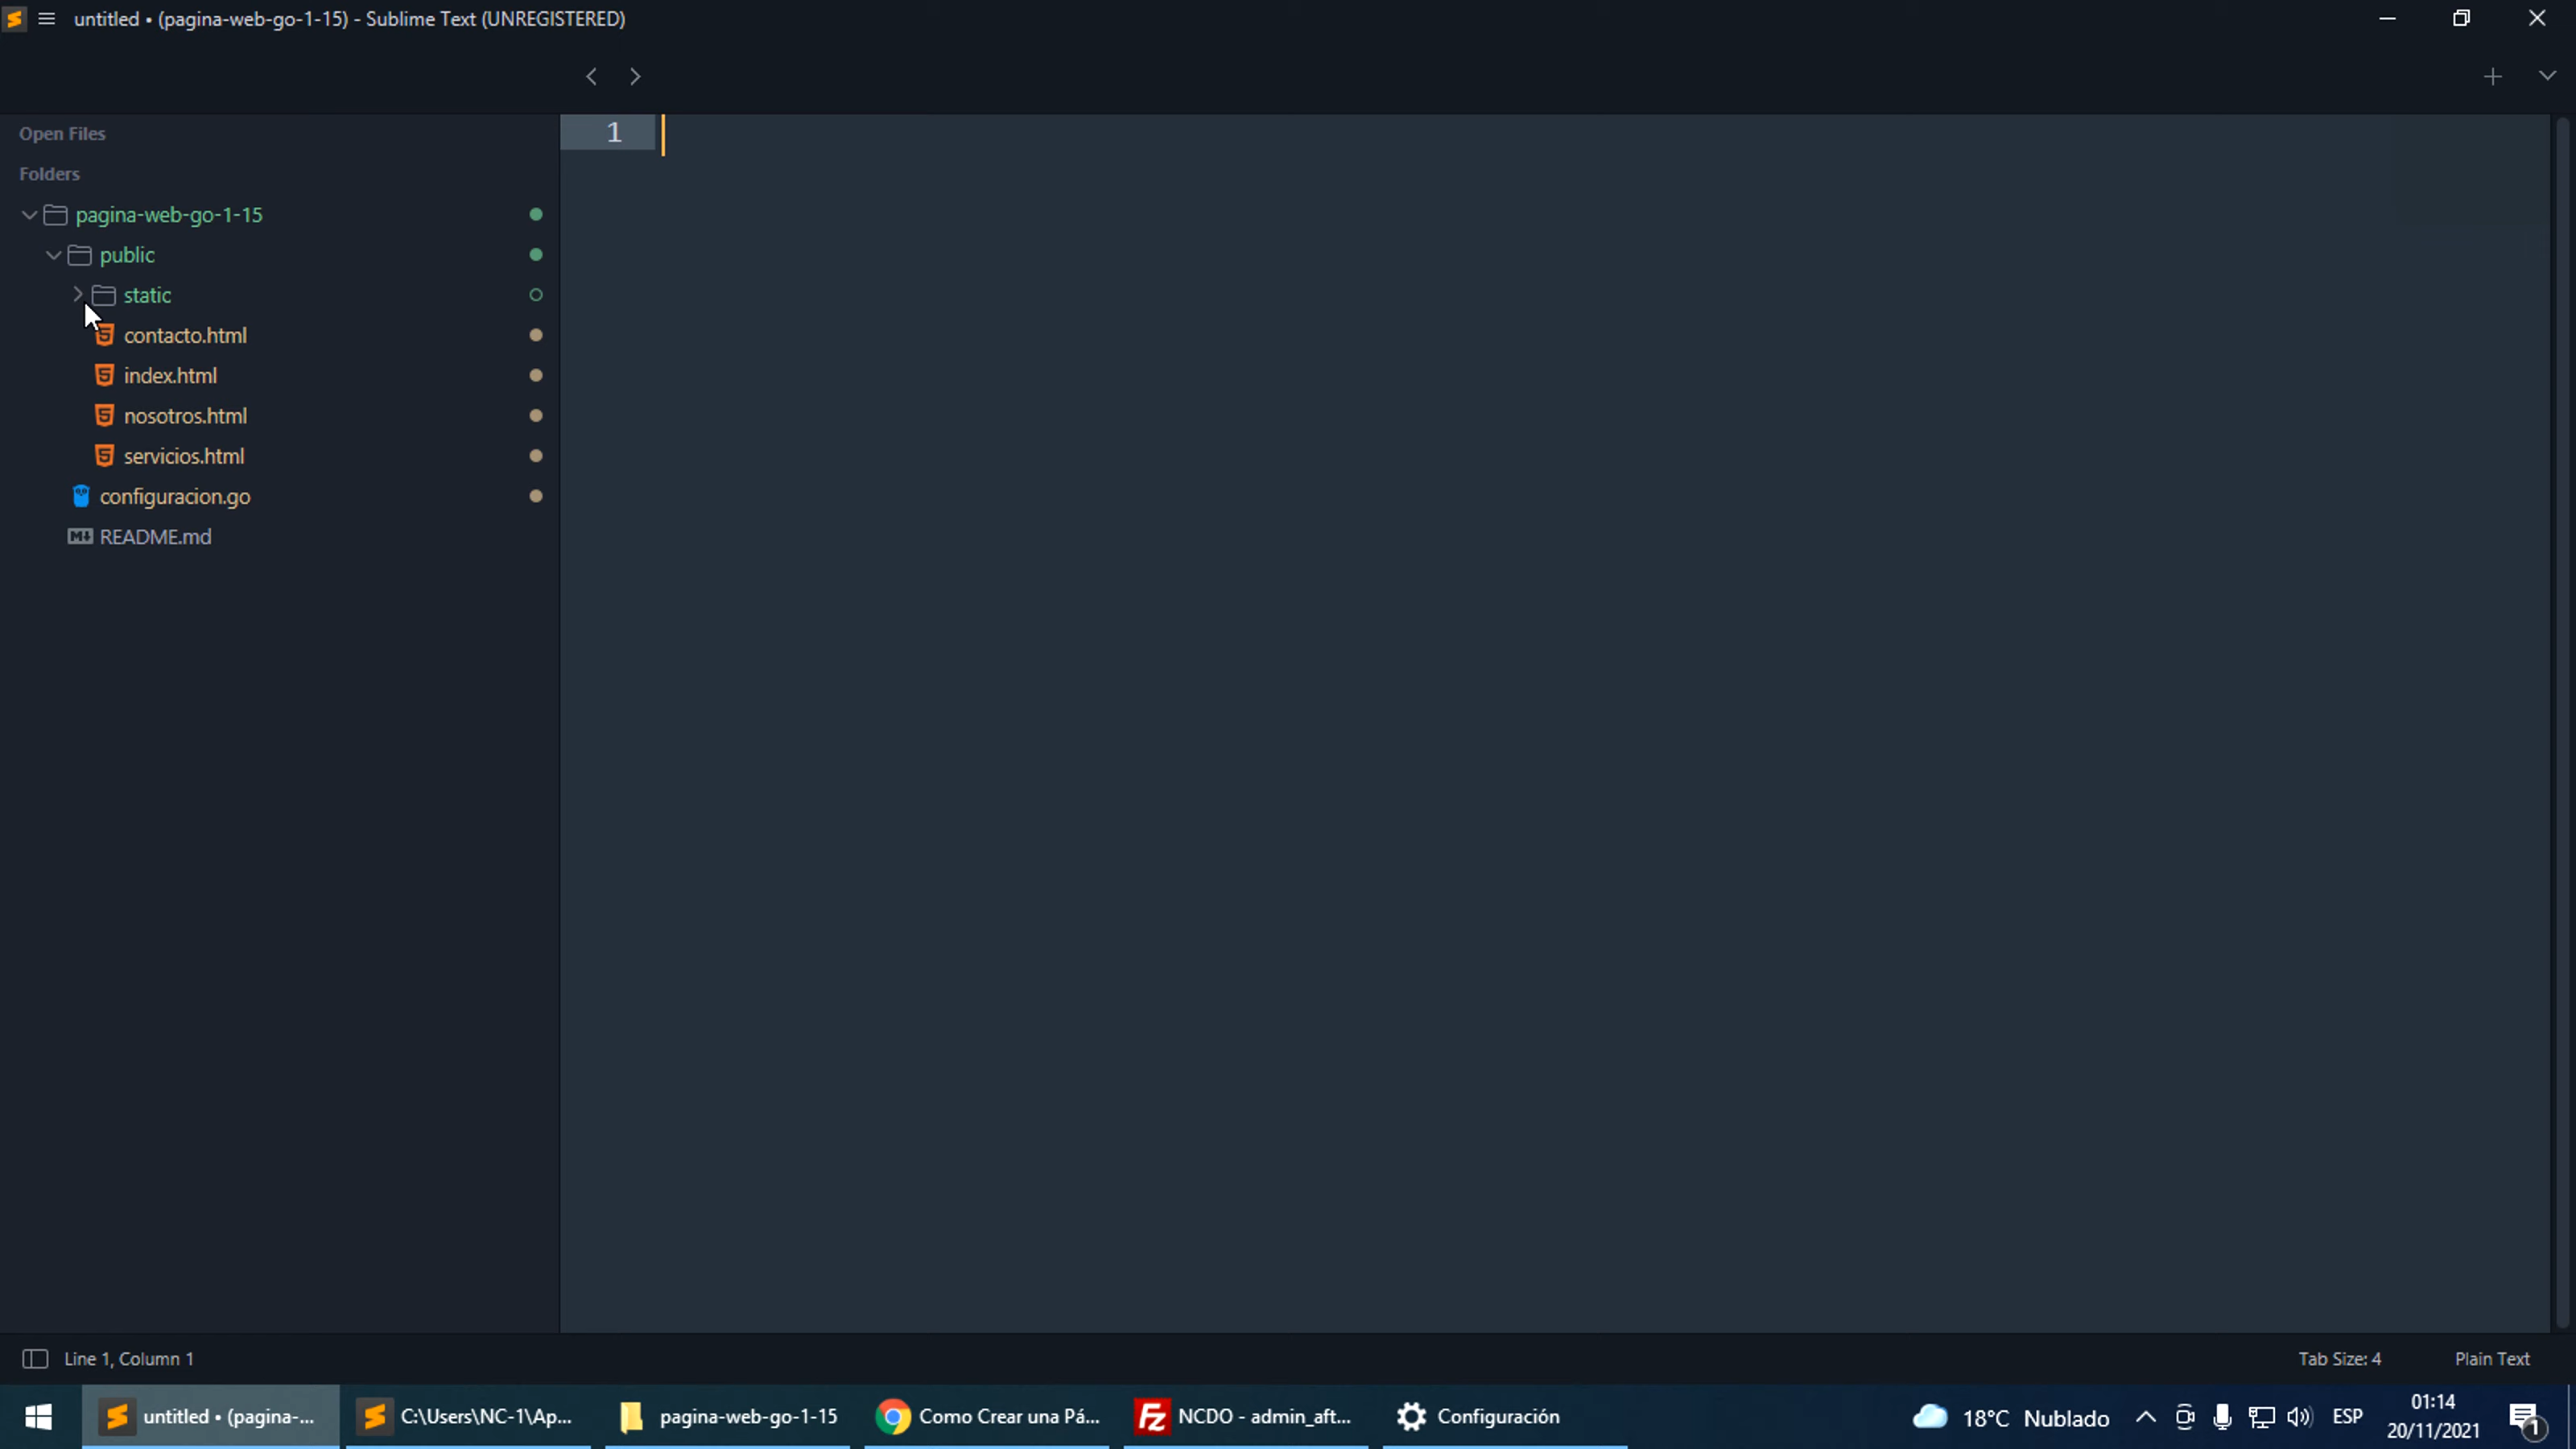 untitled • (pagina-web-go-1-15) - Sublime Text (UNREGISTERED)
Open Files
Folders
pagina-web-go-1-15
public
static
contacto.html
index.html
nosotros.html
servicios.html
configuracion.go
README.md
1
Line 1, Column 1
Tab Size: 4
Plain Text
untitled • (pagina-...
C:\Users\NC-1\Ap...
pagina-web-go-1-15
Como Crear una Pá...
NCDO - admin_aft...
Configuración
18°C Nublado
ESP
01:14
20/11/2021
1